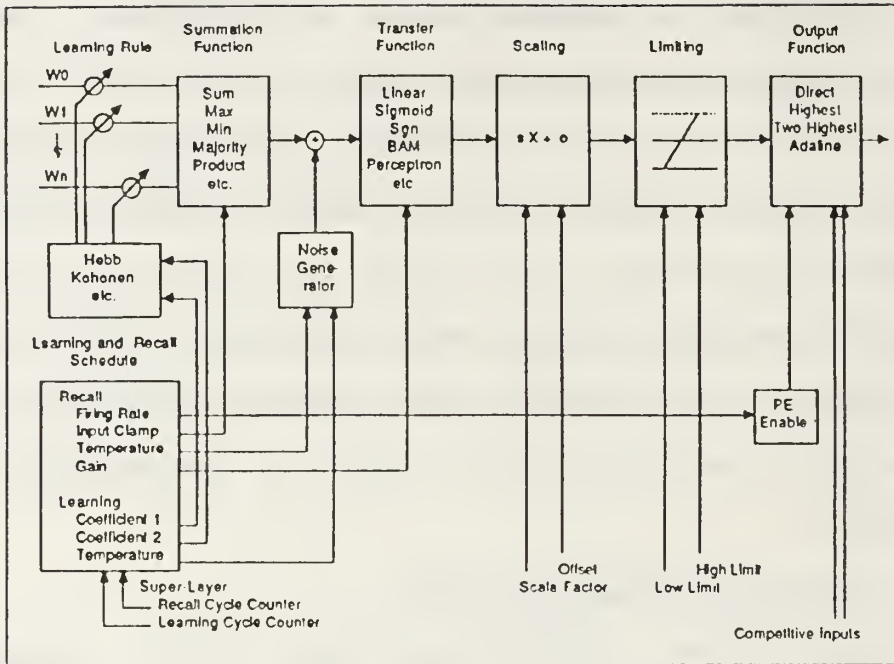 Learning Rule
Summation
Function
Transfer
Function
Scaling
Limiting
Output
Function
W0
W1
Wn
Sum
Max
Min
Majority
Product
etc.
+
Linear
Sigmoid
Sgn
BAM
Perceptron
etc
s X + o
Direct
Highest
Two Highest
Adaline
Hebb
Kohonen
etc.
Noise
Gene-
rator
Learning and Recall
Schedule
Recall
Firing Rate
Input Clamp
Temperature
Gain
Learning
Coefficient 1
Coefficient 2
Temperature
PE
Enable
Super-Layer
Recall Cycle Counter
Learning Cycle Counter
Offset
Scala Factor
High Limit
Low Limit
Competitive Inputs